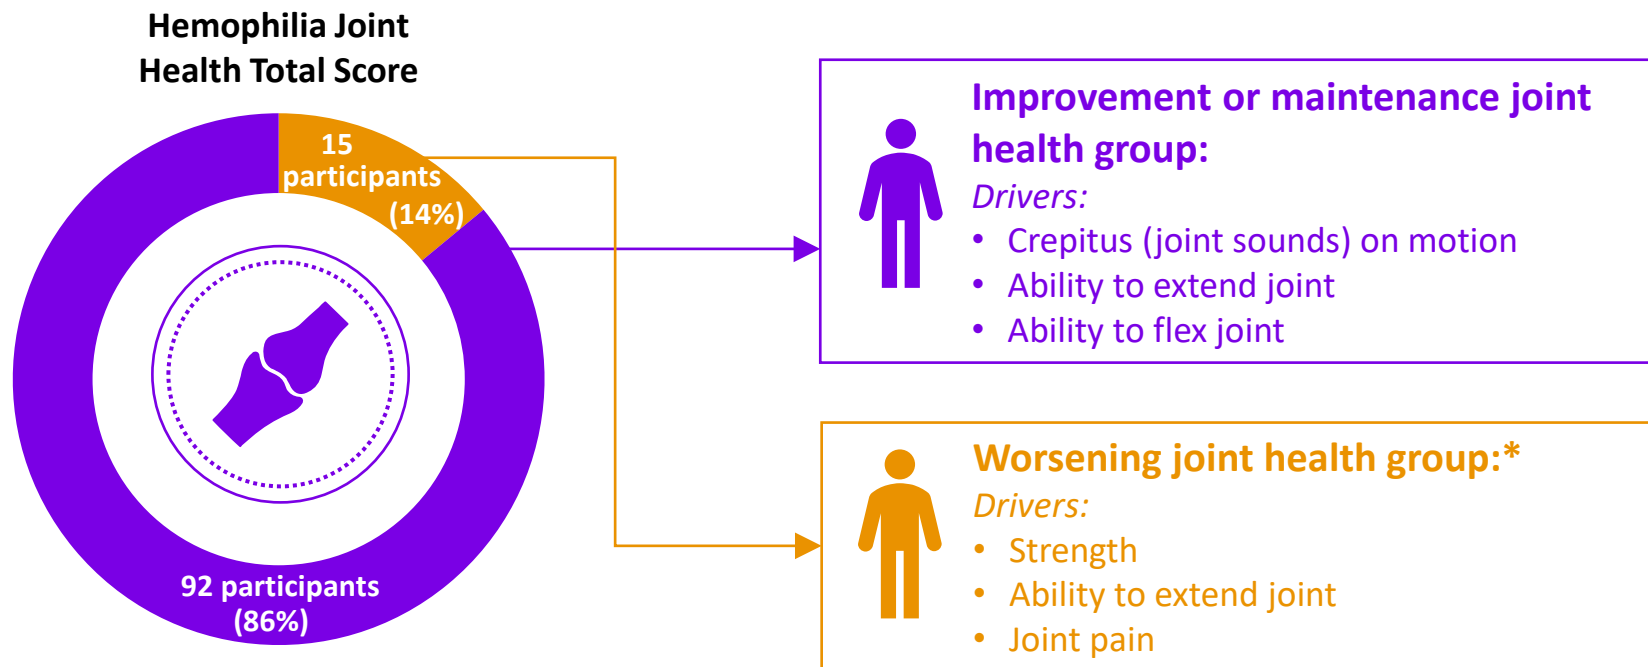 Hemophilia Joint
Health Total Score
15
participants
(14%)
92 participants
(86%)
Improvement or maintenance joint
health group:
Drivers:
• Crepitus (joint sounds) on motion
• Ability to extend joint
• Ability to flex joint
Worsening joint health group:*
Drivers:
• Strength
• Ability to extend joint
• Joint pain